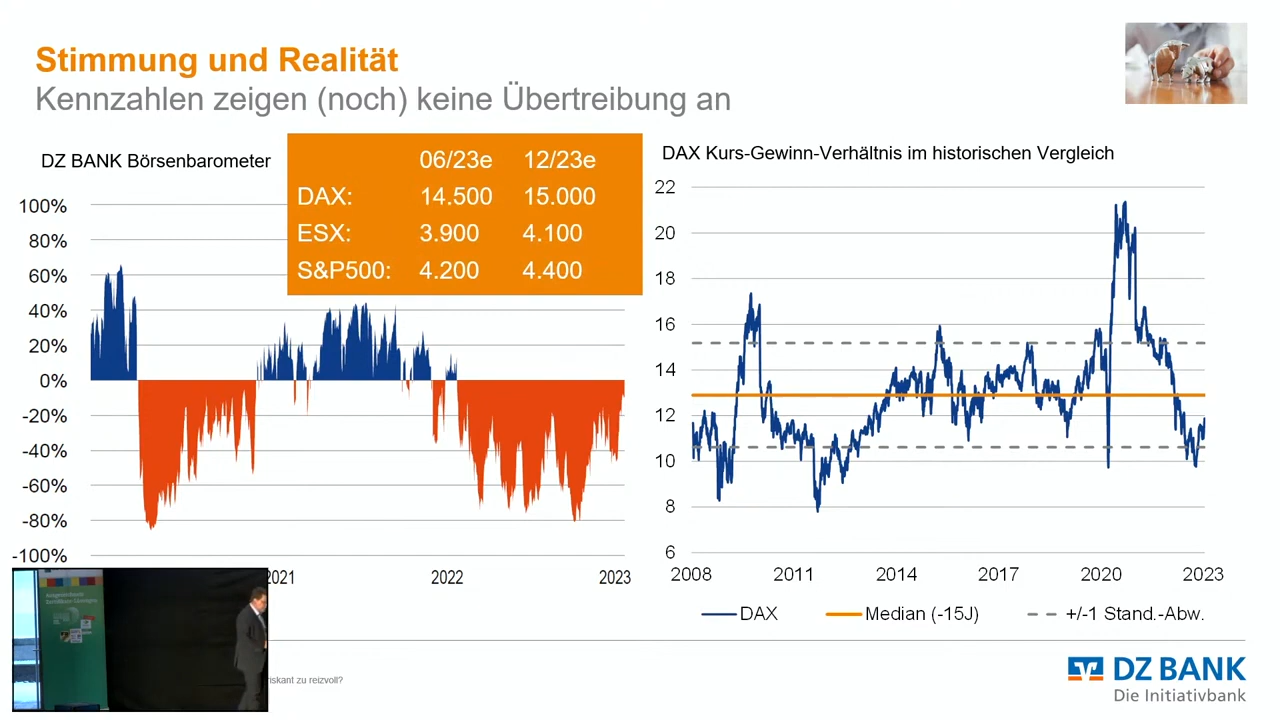 Stimmung und Realität
Kennzahlen zeigen (noch) keine Übertreibung an
DZ BANK Börsenbarometer
06/23e 12/23e
DAX: 14.500 15.000
ESX: 3.900 4.100
S&P500: 4.200 4.400
100%
80%
60%
40%
20%
0%
-20%
-40%
-60%
-80%
-100%
2021 2022 2023
DAX Kurs-Gewinn-Verhältnis im historischen Vergleich
22
20
18
16
14
12
10
8
6
2008 2011 2014 2017 2020 2023
DAX Median (-15J) +/-1 Stand.-Abw.
zu reizvoll?
DZ BANK
Die Initiativbank